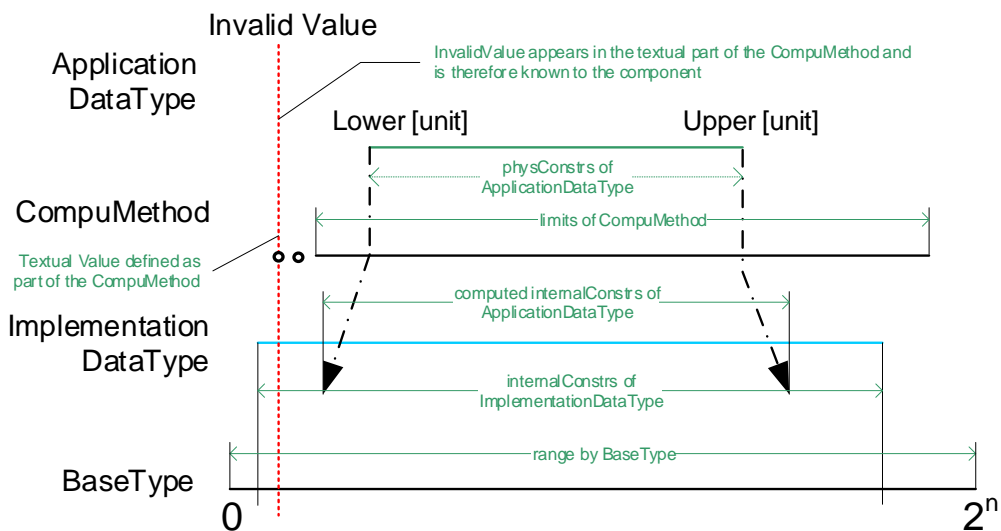 Invalid Value
Application
DataType
InvalidValue appears in the textual part of the CompuMethod and
is therefore known to the component
Lower [unit]
Upper [unit]
physConstrs of
ApplicationDataType
CompuMethod
limits of CompuMethod
Textual Value defined as
part of the CompuMethod
computed internalConstrs of
ApplicationDataType
Implementation
DataType
internalConstrs of
ImplementationDataType
range by BaseType
BaseType
0
2ⁿ